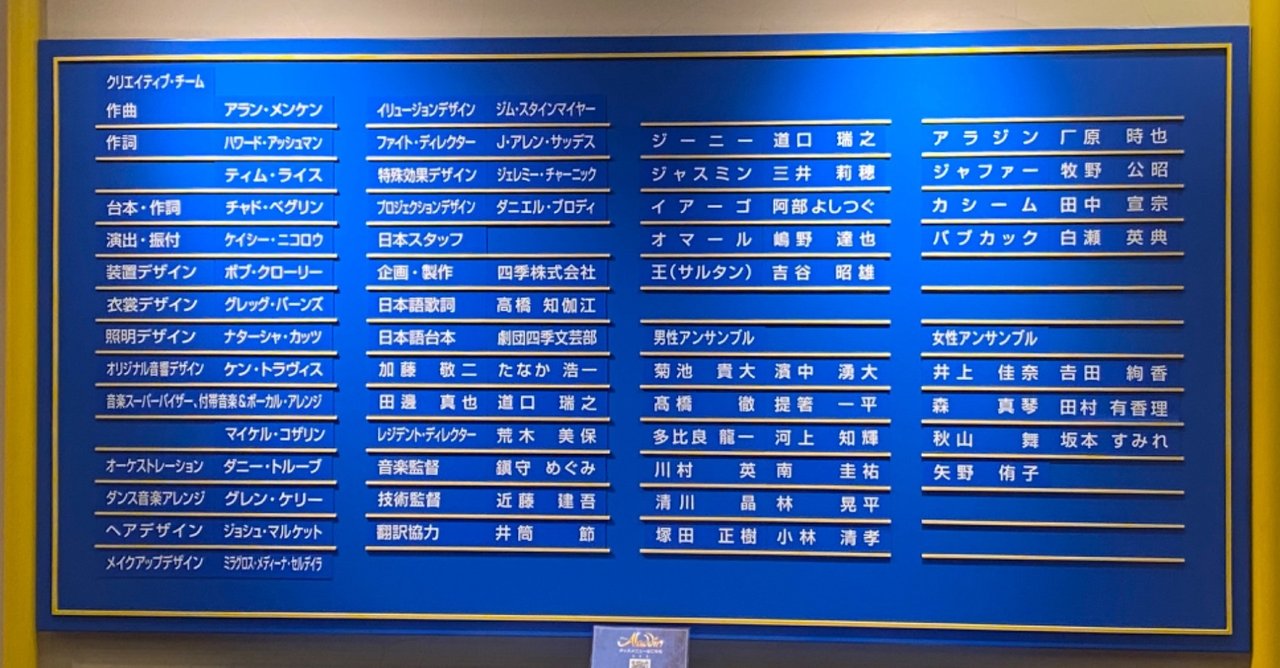 クリエイティブ・チーム
作曲 アラン・メンケン
作詞 ハワード・アッシュマン
ティム・ライス
台本・作詞 チャド・ベグリン
演出・振付 ケイシー・ニコロウ
装置デザイン ボブ・クローリー
衣裳デザイン グレッグ・バーンズ
照明デザイン ナターシャ・カッツ
オリジナル音響デザイン ケン・トラヴィス
音楽スーパーバイザー、付帯音楽&ボーカル・アレンジ
マイケル・コザリン
オーケストレーション ダニー・トルーブ
ダンス音楽アレンジ グレン・ケリー
ヘアデザイン ジョシュ・マルケット
メイクアップデザイン ミラグロス・メディーナ・セルデイラ
イリュージョンデザイン ジム・スタインマイヤー
ファイト・ディレクター J・アレン・サッデス
特殊効果デザイン ジェレミー・チャーニック
プロジェクションデザイン ダニエル・ブロディ
日本スタッフ
企画・製作 四季株式会社
日本語歌詞 高橋 知伽江
日本語台本 劇団四季文芸部
加藤 敬二 たなか 浩一
田邊 真也 道口 瑞之
レジデント・ディレクター 荒木 美保
音楽監督 鎮守 めぐみ
技術監督 近藤 建吾
翻訳協力 井筒 節
ジーニー 道口 瑞之
ジャスミン 三井 莉穂
イアーゴ 阿部よしつぐ
オマール 嶋野 達也
王(サルタン) 吉谷 昭雄
男性アンサンブル
菊池 貴大 濱中 湧大
髙橋 徹 提箸 一平
多比良 龍一 河上 知輝
川村 英 南 圭祐
清川 晶 林 晃平
塚田 正樹 小林 清孝
アラジン 厂原 時也
ジャファー 牧野 公昭
カシーム 田中 宣宗
バブカック 白瀬 英典
女性アンサンブル
井上 佳奈 吉田 絢香
森 真琴 田村 有香理
秋山 舞 坂本 すみれ
矢野 侑子
Aladdin